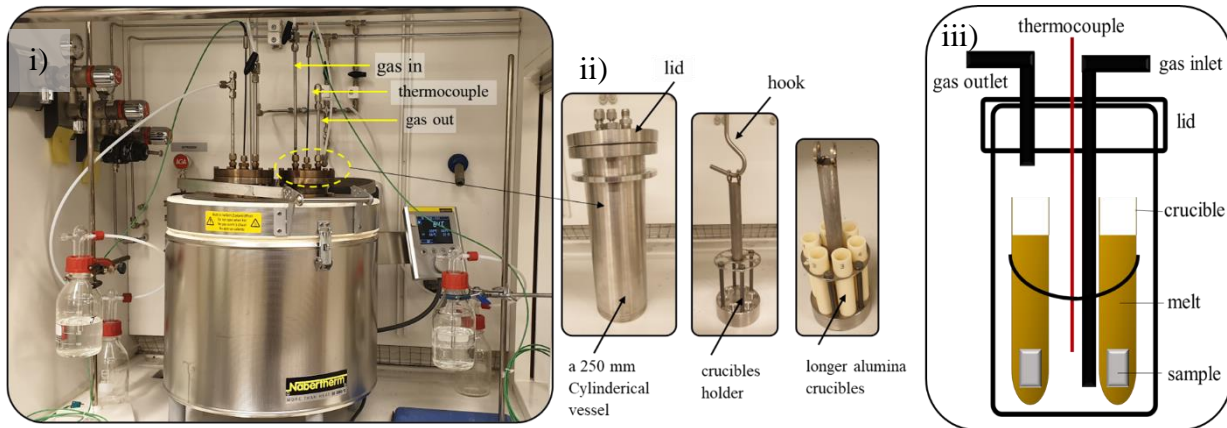 i)
gas in
thermocouple
gas out
Nabertherm
ii)
lid
hook
a 250 mm
Cylinderical
vessel
crucibles
holder
longer alumina
crucibles
iii)
thermocouple
gas outlet
gas inlet
lid
crucible
melt
sample